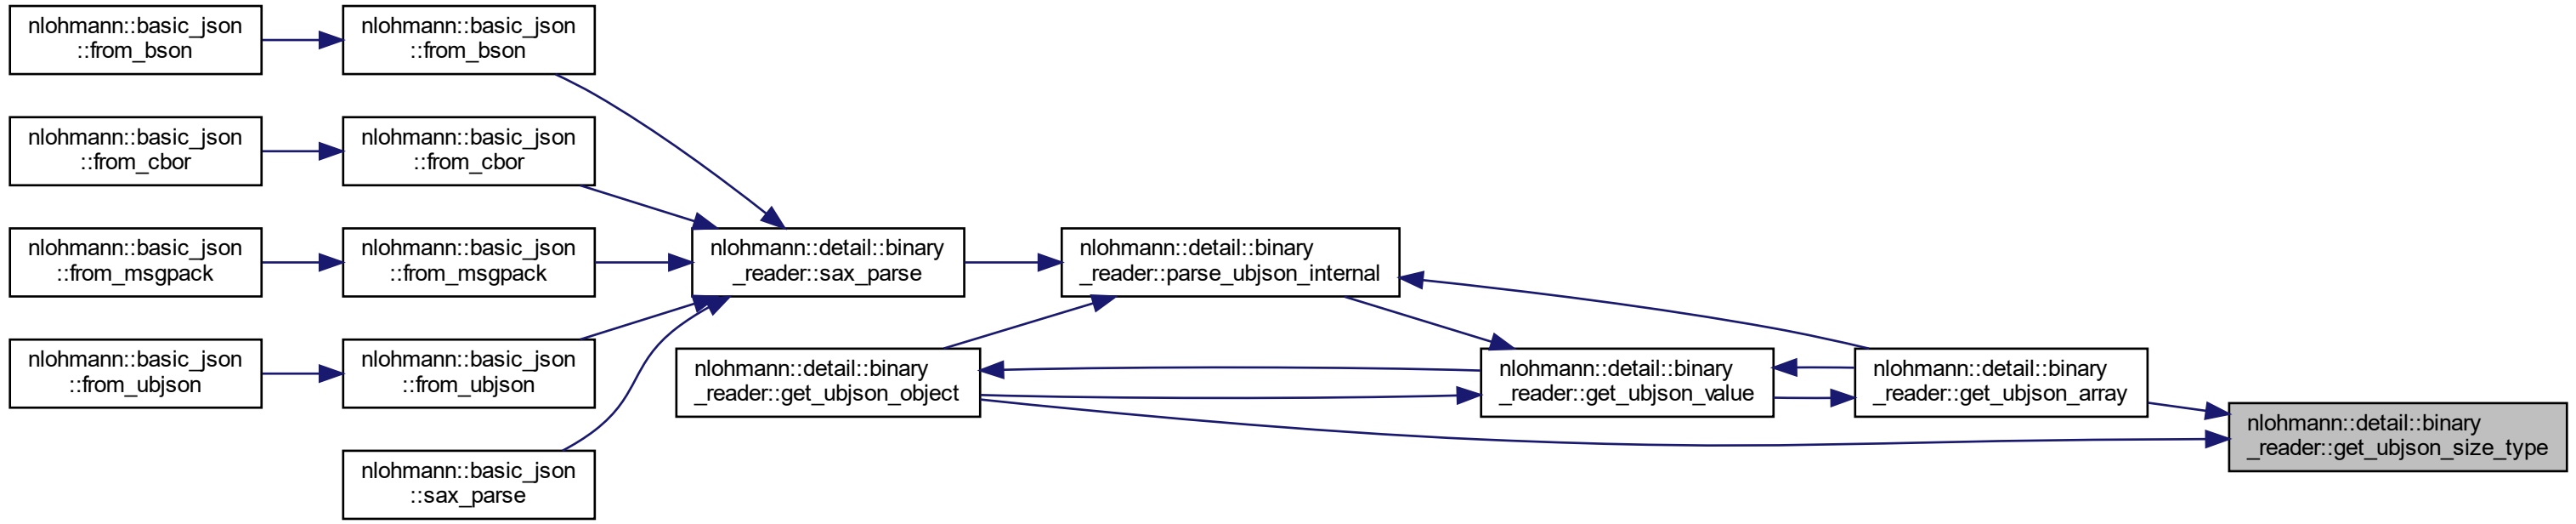 nlohmann::basic_json
::from_bson
nlohmann::basic_json
::from_bson
nlohmann::basic_json
::from_cbor
nlohmann::basic_json
::from_cbor
nlohmann::basic_json
::from_msgpack
nlohmann::basic_json
::from_msgpack
nlohmann::detail::binary
_reader::sax_parse
nlohmann::detail::binary
_reader::parse_ubjson_internal
nlohmann::basic_json
::from_ubjson
nlohmann::basic_json
::from_ubjson
nlohmann::detail::binary
_reader::get_ubjson_object
nlohmann::detail::binary
_reader::get_ubjson_value
nlohmann::detail::binary
_reader::get_ubjson_array
nlohmann::detail::binary
_reader::get_ubjson_size_type
nlohmann::basic_json
::sax_parse